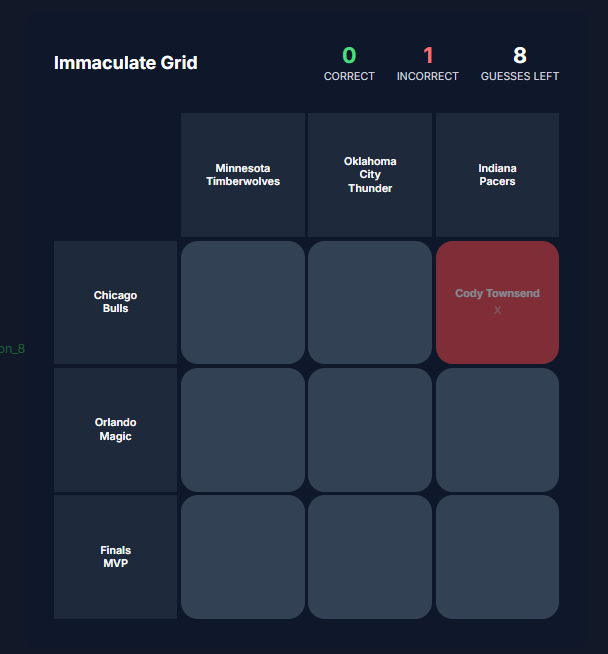 Immaculate Grid
0
CORRECT
1
INCORRECT
8
GUESSES LEFT
Minnesota
Timberwolves
Oklahoma
City
Thunder
Indiana
Pacers
Chicago
Bulls
Cody Townsend
X
on_8
Orlando
Magic
Finals
MVP